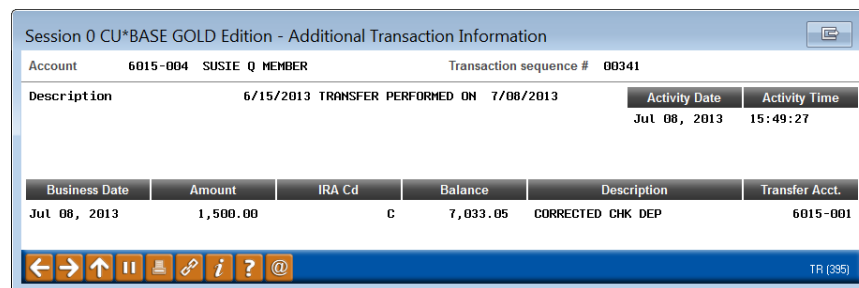 Session 0 CU*BASE GOLD Edition - Additional Transaction Information
Account 6015-004 SUSIE Q MEMBER Transaction sequence # 00341
Description 6/15/2013 TRANSFER PERFORMED ON 7/08/2013 Activity Date Activity Time
Jul 08, 2013 15:49:27
Business Date Amount IRA Cd Balance Description Transfer Acct.
Jul 08, 2013 1,500.00 C 7,033.05 CORRECTED CHK DEP 6015-001
i ? @ TR (395)